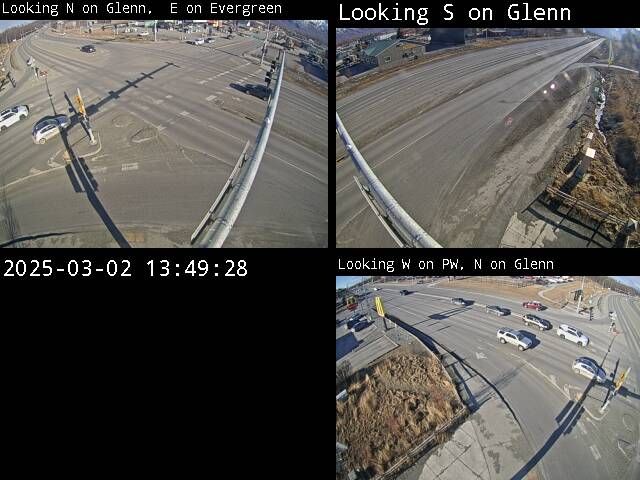 Looking N on Glenn,  E on Evergreen
Looking S on Glenn
2025-03-02 13:49:28
Looking W on PW, N on Glenn